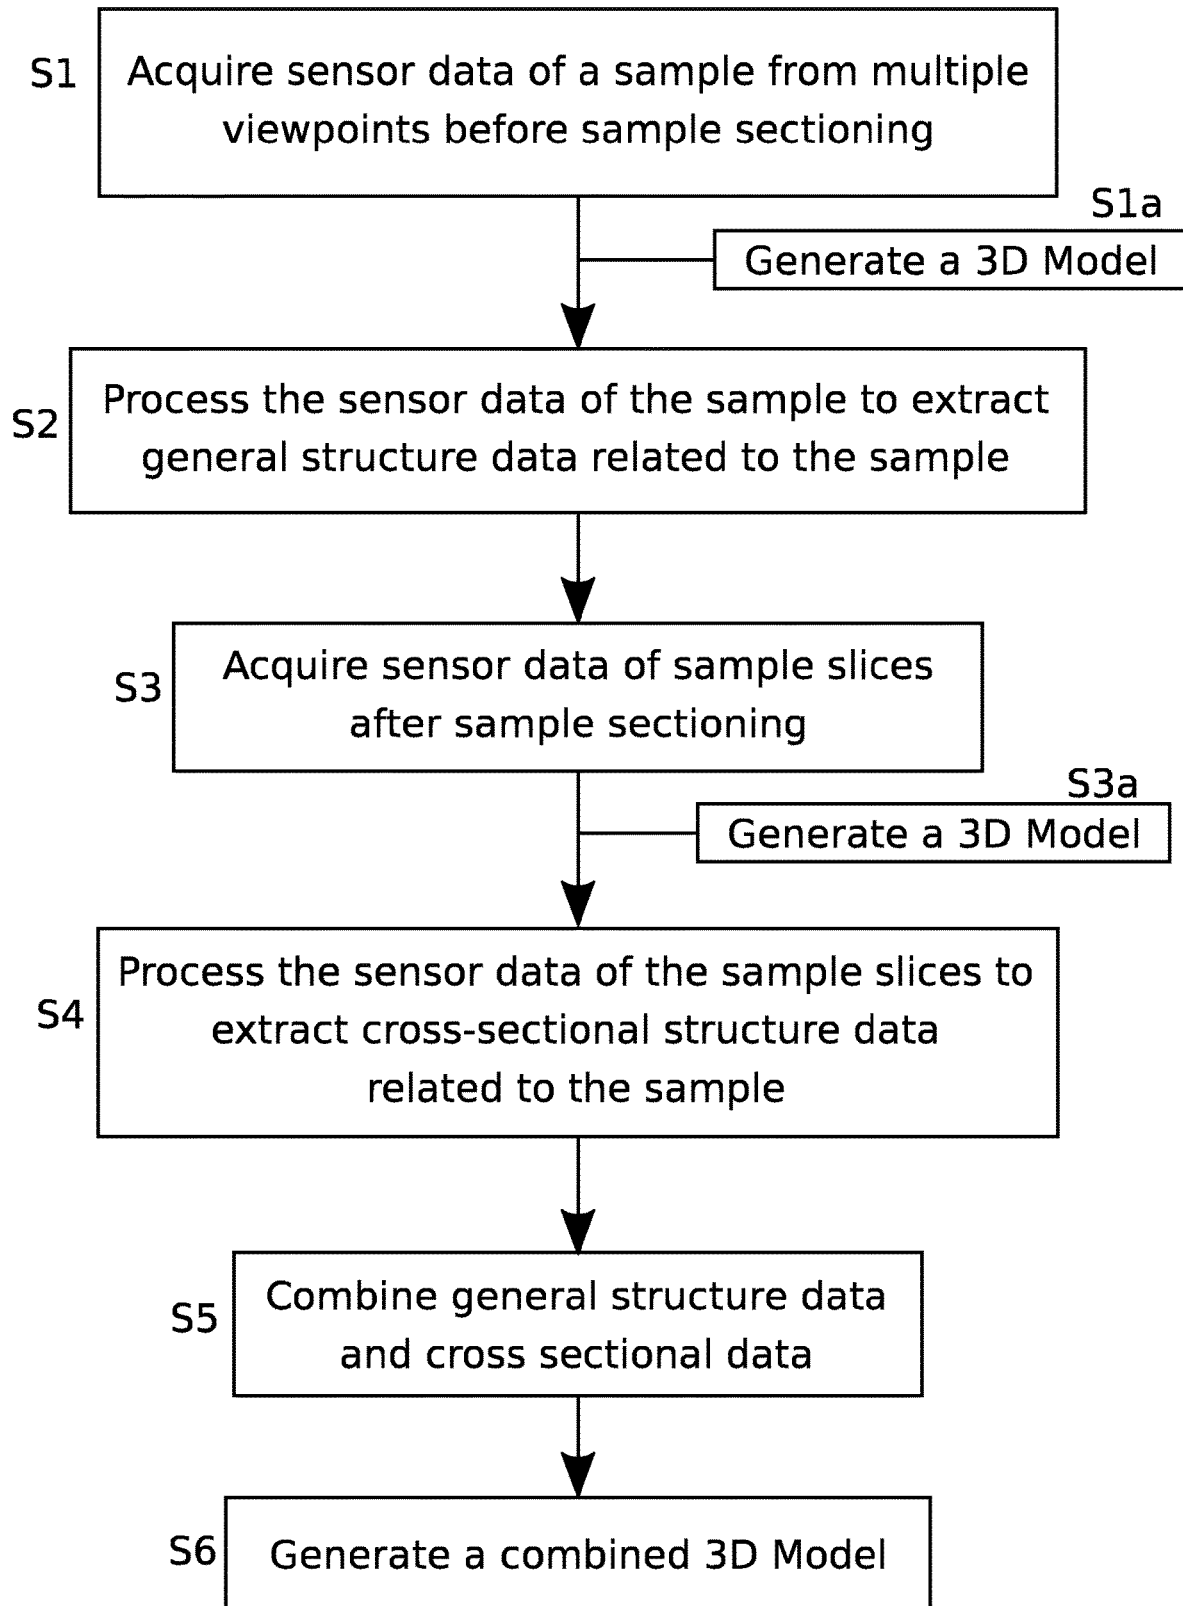 S1
Acquire sensor data of a sample from multiple
viewpoints before sample sectioning
S1a
Generate a 3D Model
S2
Process the sensor data of the sample to extract
general structure data related to the sample
S3
Acquire sensor data of sample slices
after sample sectioning
S3a
Generate a 3D Model
S4
Process the sensor data of the sample slices to
extract cross-sectional structure data
related to the sample
S5
Combine general structure data
and cross sectional data
S6
Generate a combined 3D Model